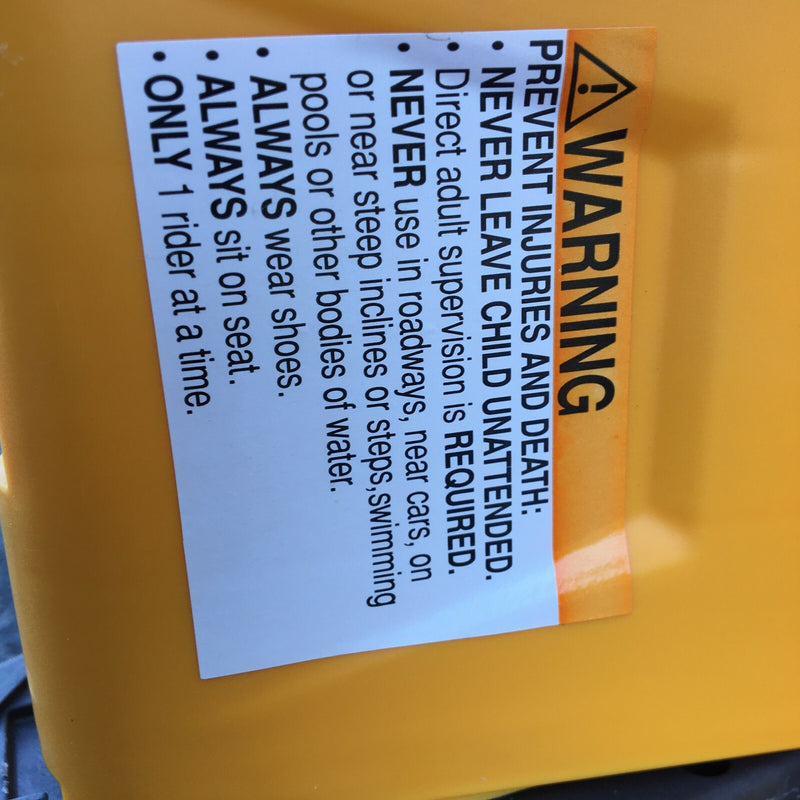 WARNING
PREVENT INJURIES AND DEATH:
• NEVER LEAVE CHILD UNATTENDED.
• Direct adult supervision is REQUIRED.
• NEVER use in roadways, near cars, on
or near steep inclines or steps,swimming
pools or other bodies of water.
• ALWAYS wear shoes.
• ALWAYS sit on seat.
• ONLY 1 rider at a time.